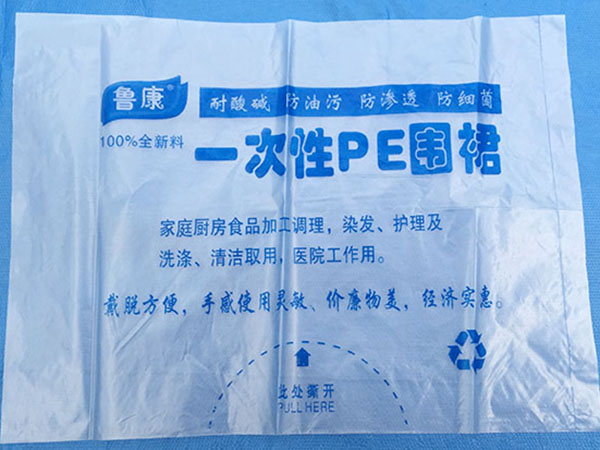 鲁康®
耐酸碱 防油污 防渗透 防细菌
100%全新料
一次性PE围裙
家庭厨房食品加工调理，染发、护理及
洗涤、清洁取用，医院工作用。
戴脱方便，手感使用灵敏、价廉物美，经济实惠。
此处撕开
PULL HERE